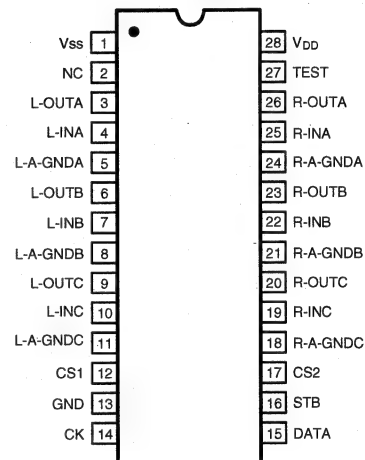 Vss 1 28 VDD
NC 2 27 TEST
L-OUTA 3 26 R-OUTA
L-INA 4 25 R-INA
L-A-GNDA 5 24 R-A-GNDA
L-OUTB 6 23 R-OUTB
L-INB 7 22 R-INB
L-A-GNDB 8 21 R-A-GNDB
L-OUTC 9 20 R-OUTC
L-INC 10 19 R-INC
L-A-GNDC 11 18 R-A-GNDC
CS1 12 17 CS2
GND 13 16 STB
CK 14 15 DATA